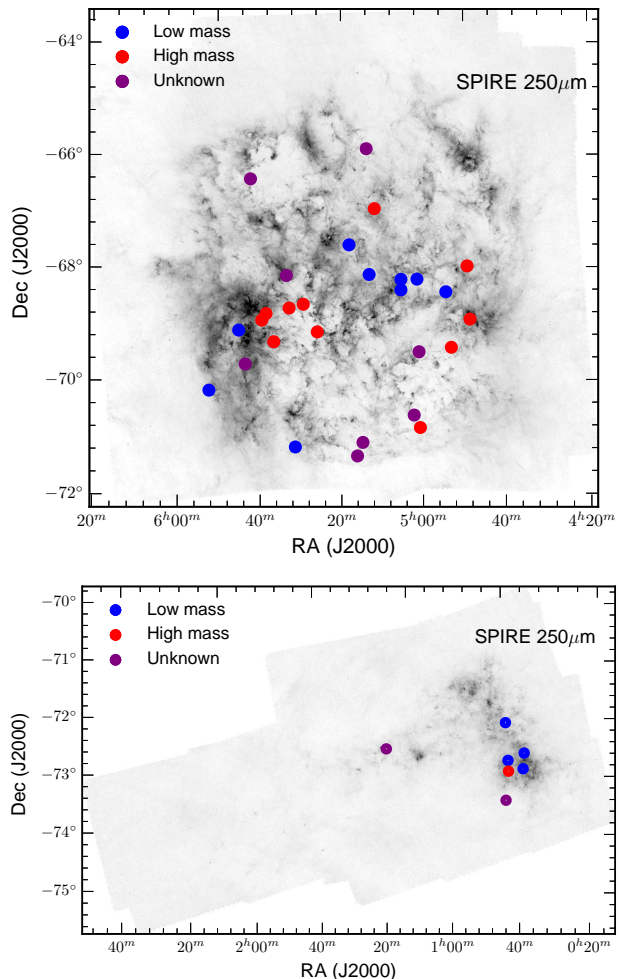 Low mass
High mass
Unknown
SPIRE 250μm
−64°
−66°
−68°
−70°
−72°
Dec (J2000)
20ᵐ 6ʰ00ᵐ 40ᵐ 20ᵐ 5ʰ00ᵐ 40ᵐ 4ʰ20ᵐ
RA (J2000)
Low mass
High mass
Unknown
SPIRE 250μm
−70°
−71°
−72°
−73°
−74°
−75°
Dec (J2000)
40ᵐ 20ᵐ 2ʰ00ᵐ 40ᵐ 20ᵐ 1ʰ00ᵐ 40ᵐ 0ʰ20ᵐ
RA (J2000)